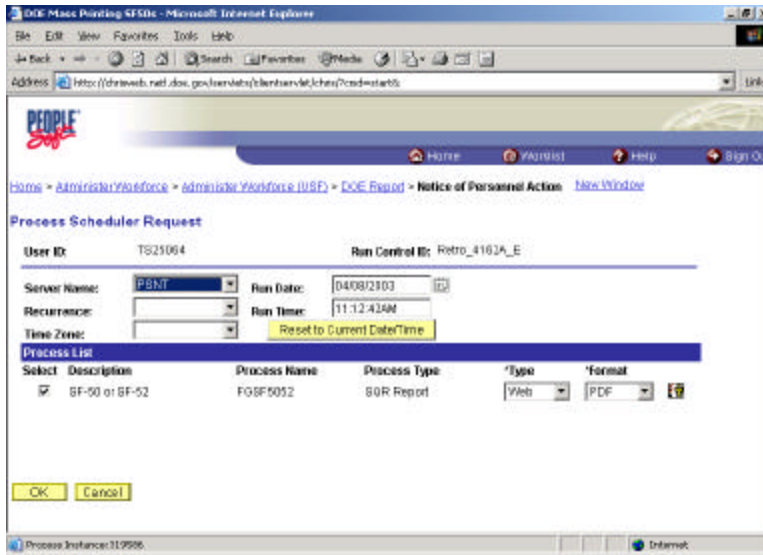 DOE Mass Printing SF50s - Microsoft Internet Explorer
File Edit View Favorites Tools Help
Back Search Favorites Media
Address Links
PEOPLE Soft
Home Worklist Help Sign Out
Home > Administer Workforce > Administer Workforce (USF) > DOE Report > Notice of Personnel Action New Window
Process Scheduler Request
User ID: TS25064 Run Control ID: Retro_4162A_E
Server Name: PSNT Run Date: 04/08/2003
Recurrence: Run Time: 11:12:42AM
Time Zone: Reset to Current Date/Time
Process List
Select Description Process Name Process Type *Type *Format
SF-50 or SF-52 FGSF5052 SQR Report Web PDF
OK Cancel
Process Instance:319586 Internet